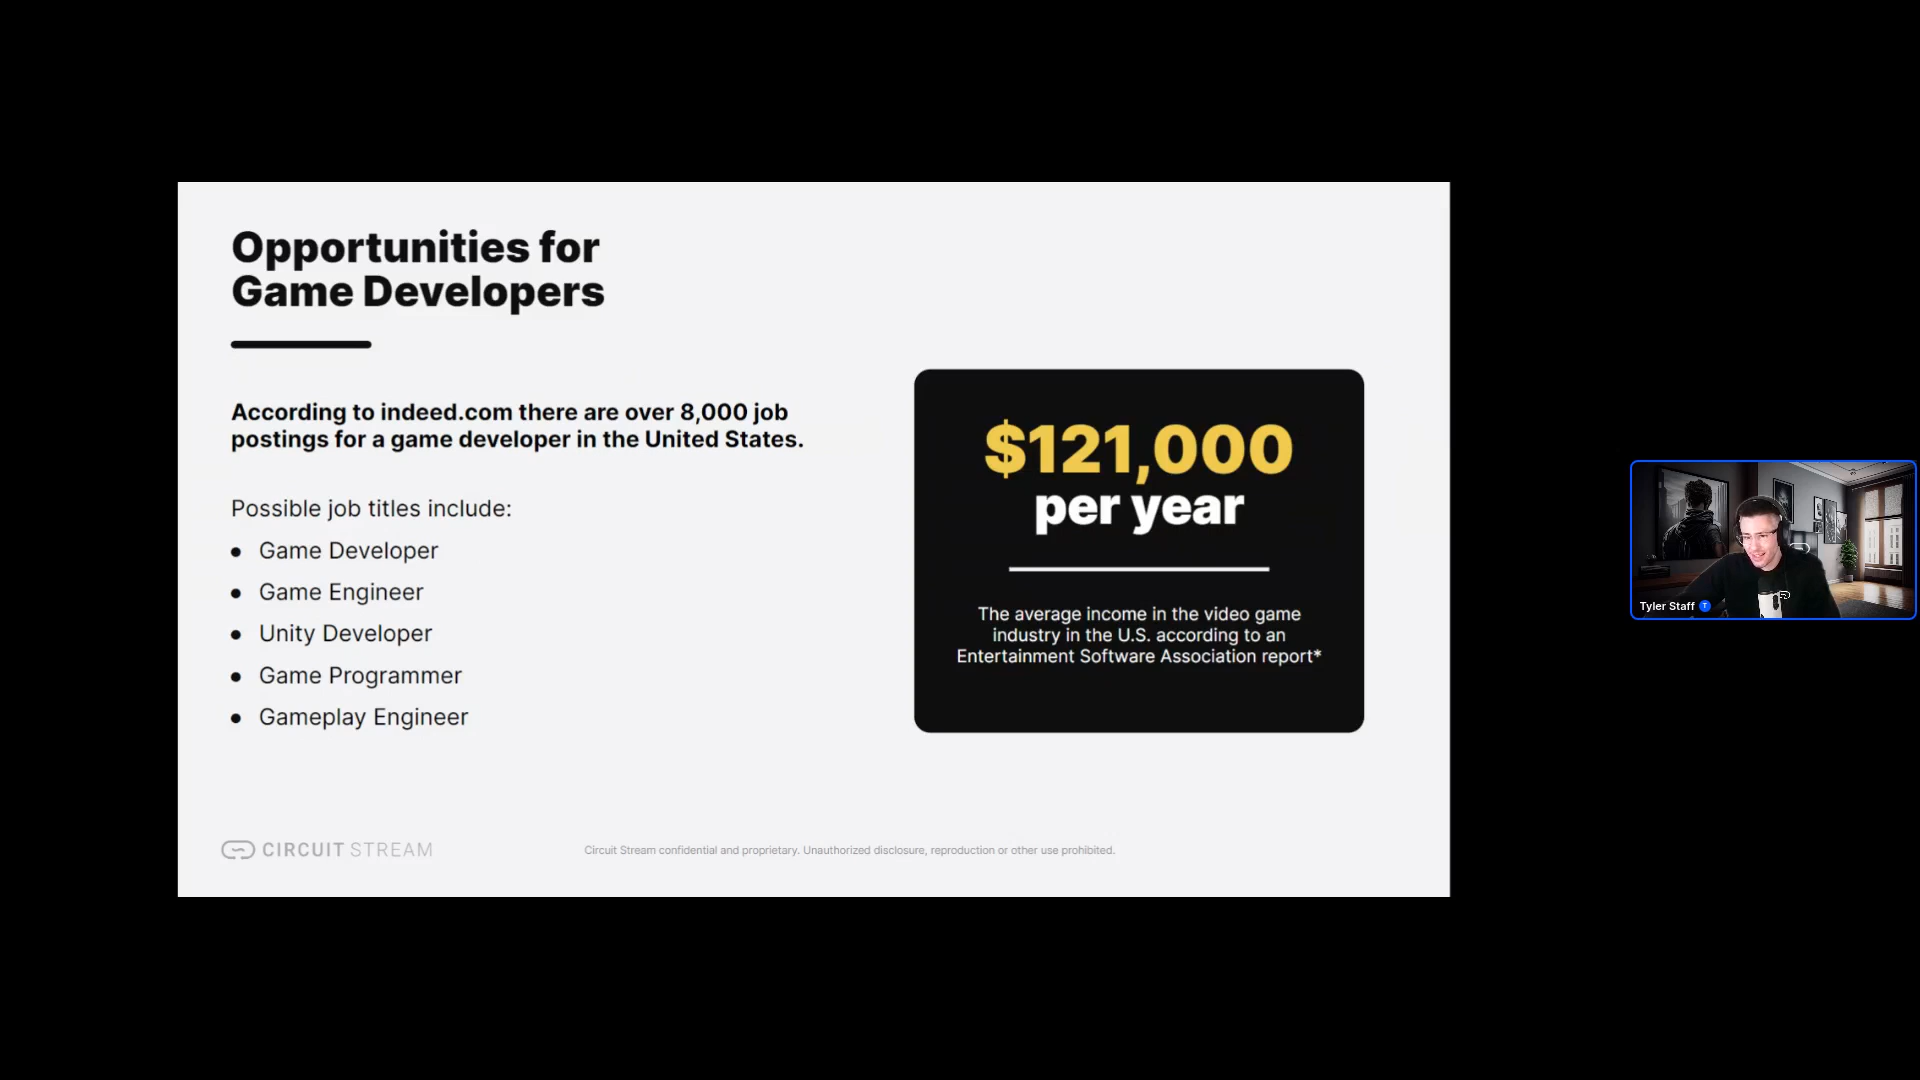 Opportunities for
Game Developers
According to indeed.com there are over 8,000 job
postings for a game developer in the United States.
Possible job titles include:
● Game Developer
● Game Engineer
● Unity Developer
● Game Programmer
● Gameplay Engineer
$121,000
per year
The average income in the video game
industry in the U.S. according to an
Entertainment Software Association report*
CIRCUIT STREAM
Circuit Stream confidential and proprietary. Unauthorized disclosure, reproduction or other use prohibited.
Tyler Staff T